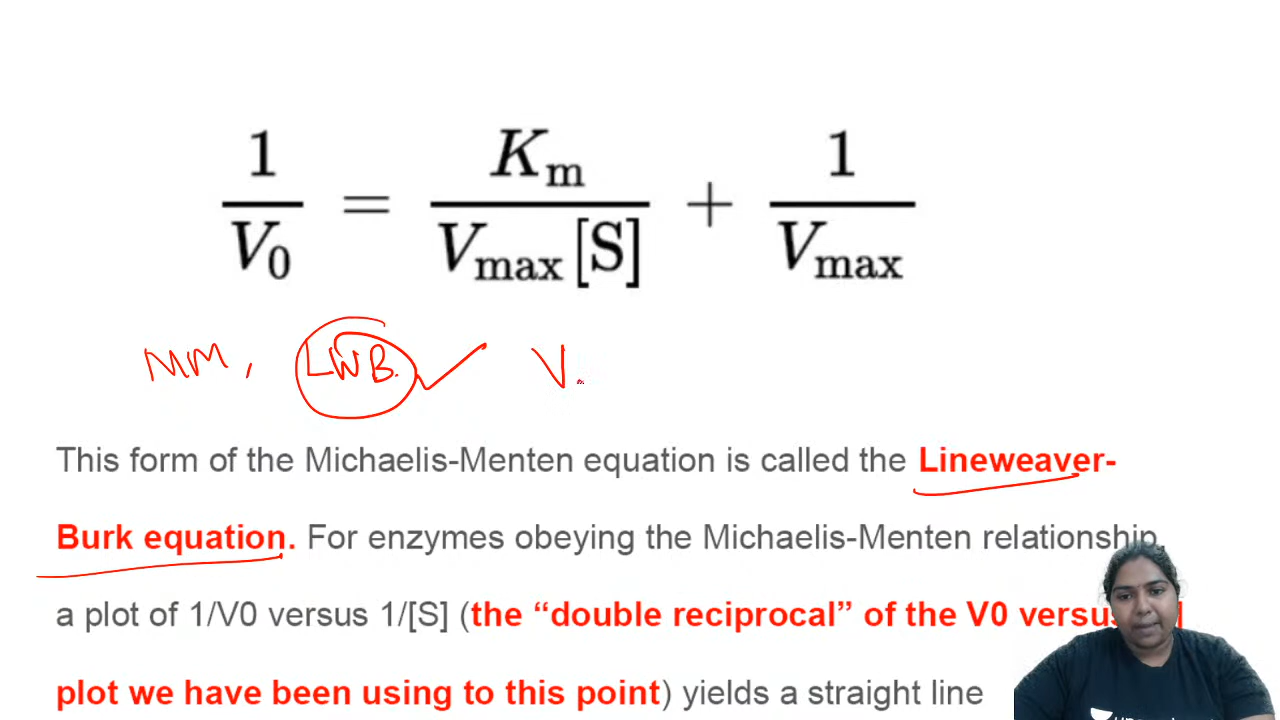 1/V₀ = Kₘ/Vₘₐₓ[S] + 1/Vₘₐₓ
MM, LWB. V.
This form of the Michaelis-Menten equation is called the Lineweaver-
Burk equation. For enzymes obeying the Michaelis-Menten relationship,
a plot of 1/V0 versus 1/[S] (the “double reciprocal” of the V0 versus
plot we have been using to this point) yields a straight line